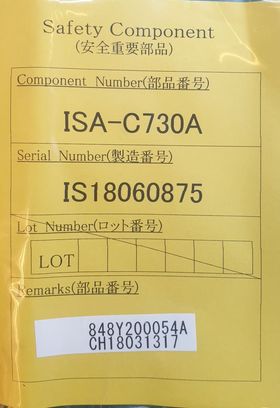 Safety Component
(安全重要部品)
Component Number(部品番号)
ISA-C730A
Serial Number(製造番号)
IS18060875
Lot Number(ロット番号)
LOT
Remarks(部品番号)
848Y200054A
CH18031317